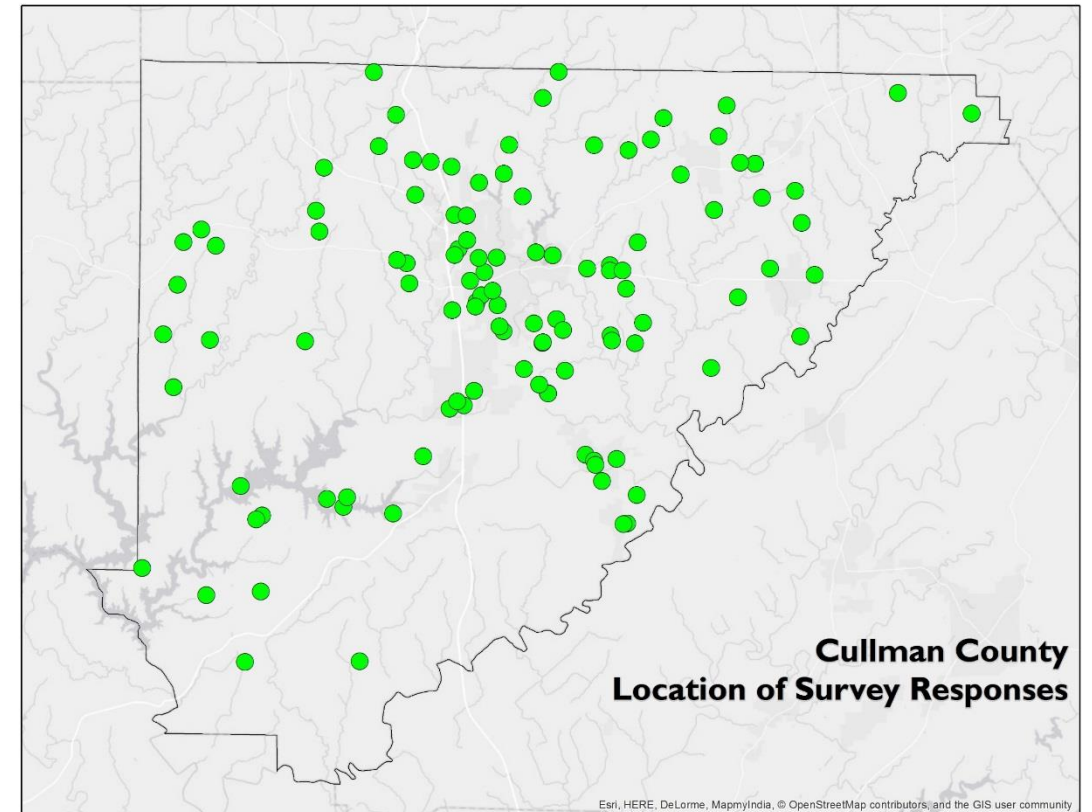 Cullman County
Location of Survey Responses
Esri, HERE, DeLorme, MapmyIndia, © OpenStreetMap contributors, and the GIS user community